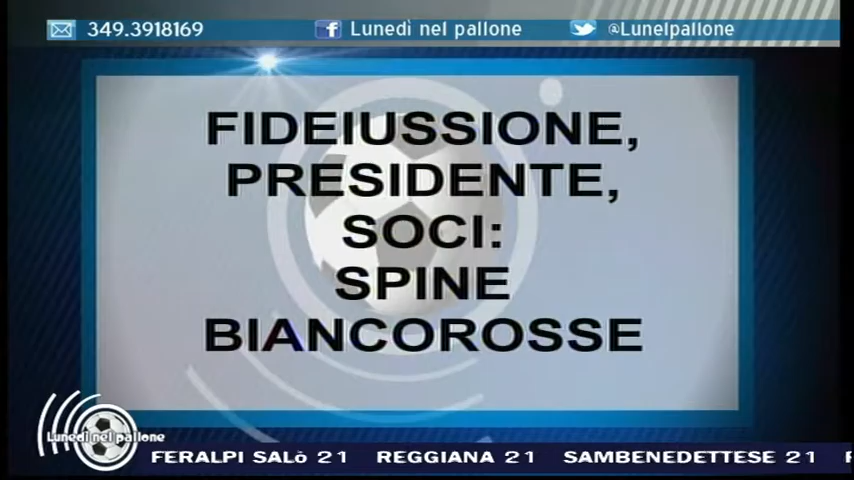 349.3918169 Lunedì nel pallone @Lunelpallone
FIDEIUSSIONE,
PRESIDENTE,
SOCI:
SPINE
BIANCOROSSE
Lunedì nel pallone
FERALPI SALò 21 REGGIANA 21 SAMBENEDETTESE 21